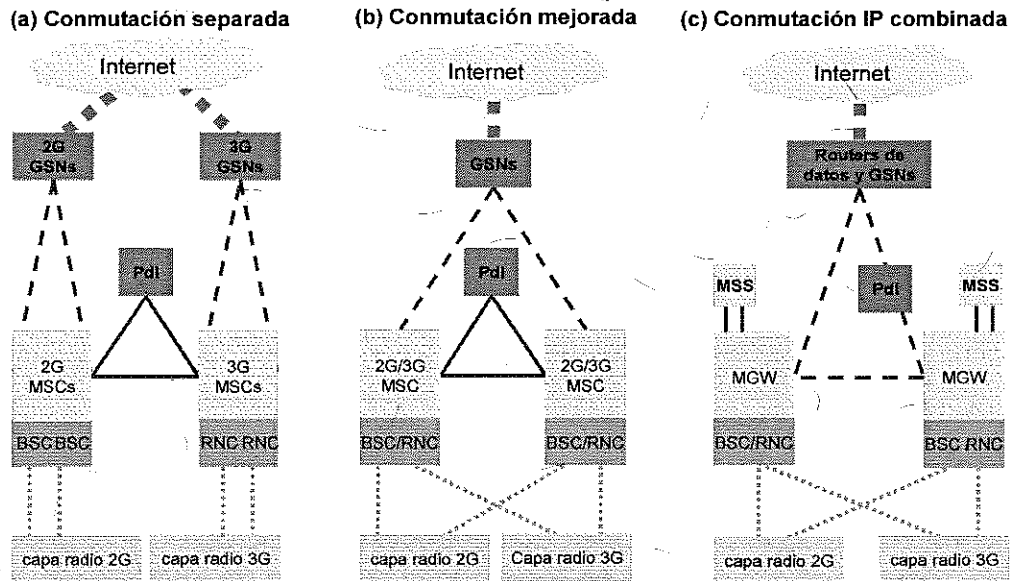 (a) Conmutación separada
Internet
2G
GSNs
3G
GSNs
PdI
2G
MSCs
3G
MSCs
BSC BSC
RNC RNC
capa radio 2G
capa radio 3G
(b) Conmutación mejorada
Internet
GSNs
PdI
2G/3G
MSC
2G/3G
MSC
BSC/RNC
BSC/RNC
capa radio 2G
Capa radio 3G
(c) Conmutación IP combinada
Internet
Routers de
datos y GSNs
MSS
PdI
MSS
MGW
MGW
BSC/RNC
BSC/RNC
capa radio 2G
capa radio 3G